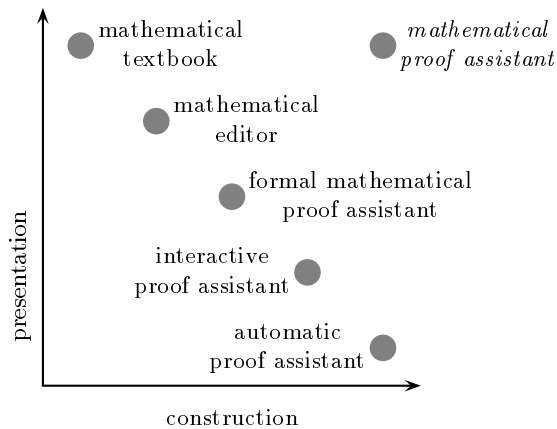 mathematical
textbook
mathematical
proof assistant
mathematical
editor
formal mathematical
proof assistant
interactive
proof assistant
automatic
proof assistant
presentation
construction